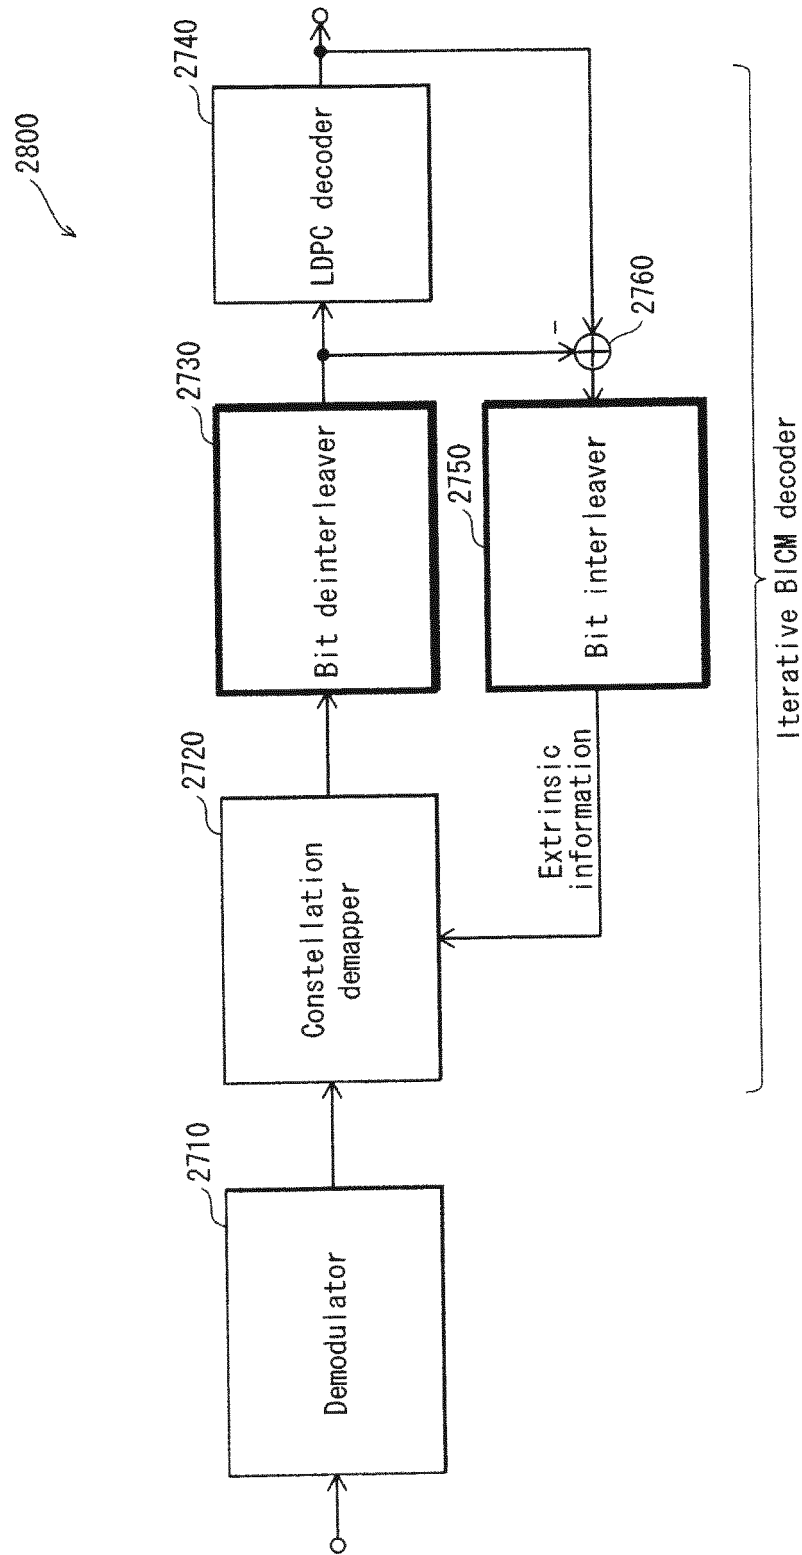 2800
2710
Demodulator
2720
Constellation
demapper
2730
Bit deinterleaver
2740
LDPC decoder
2750
Bit interleaver
2760
−
Extrinsic
information
Iterative BICM decoder